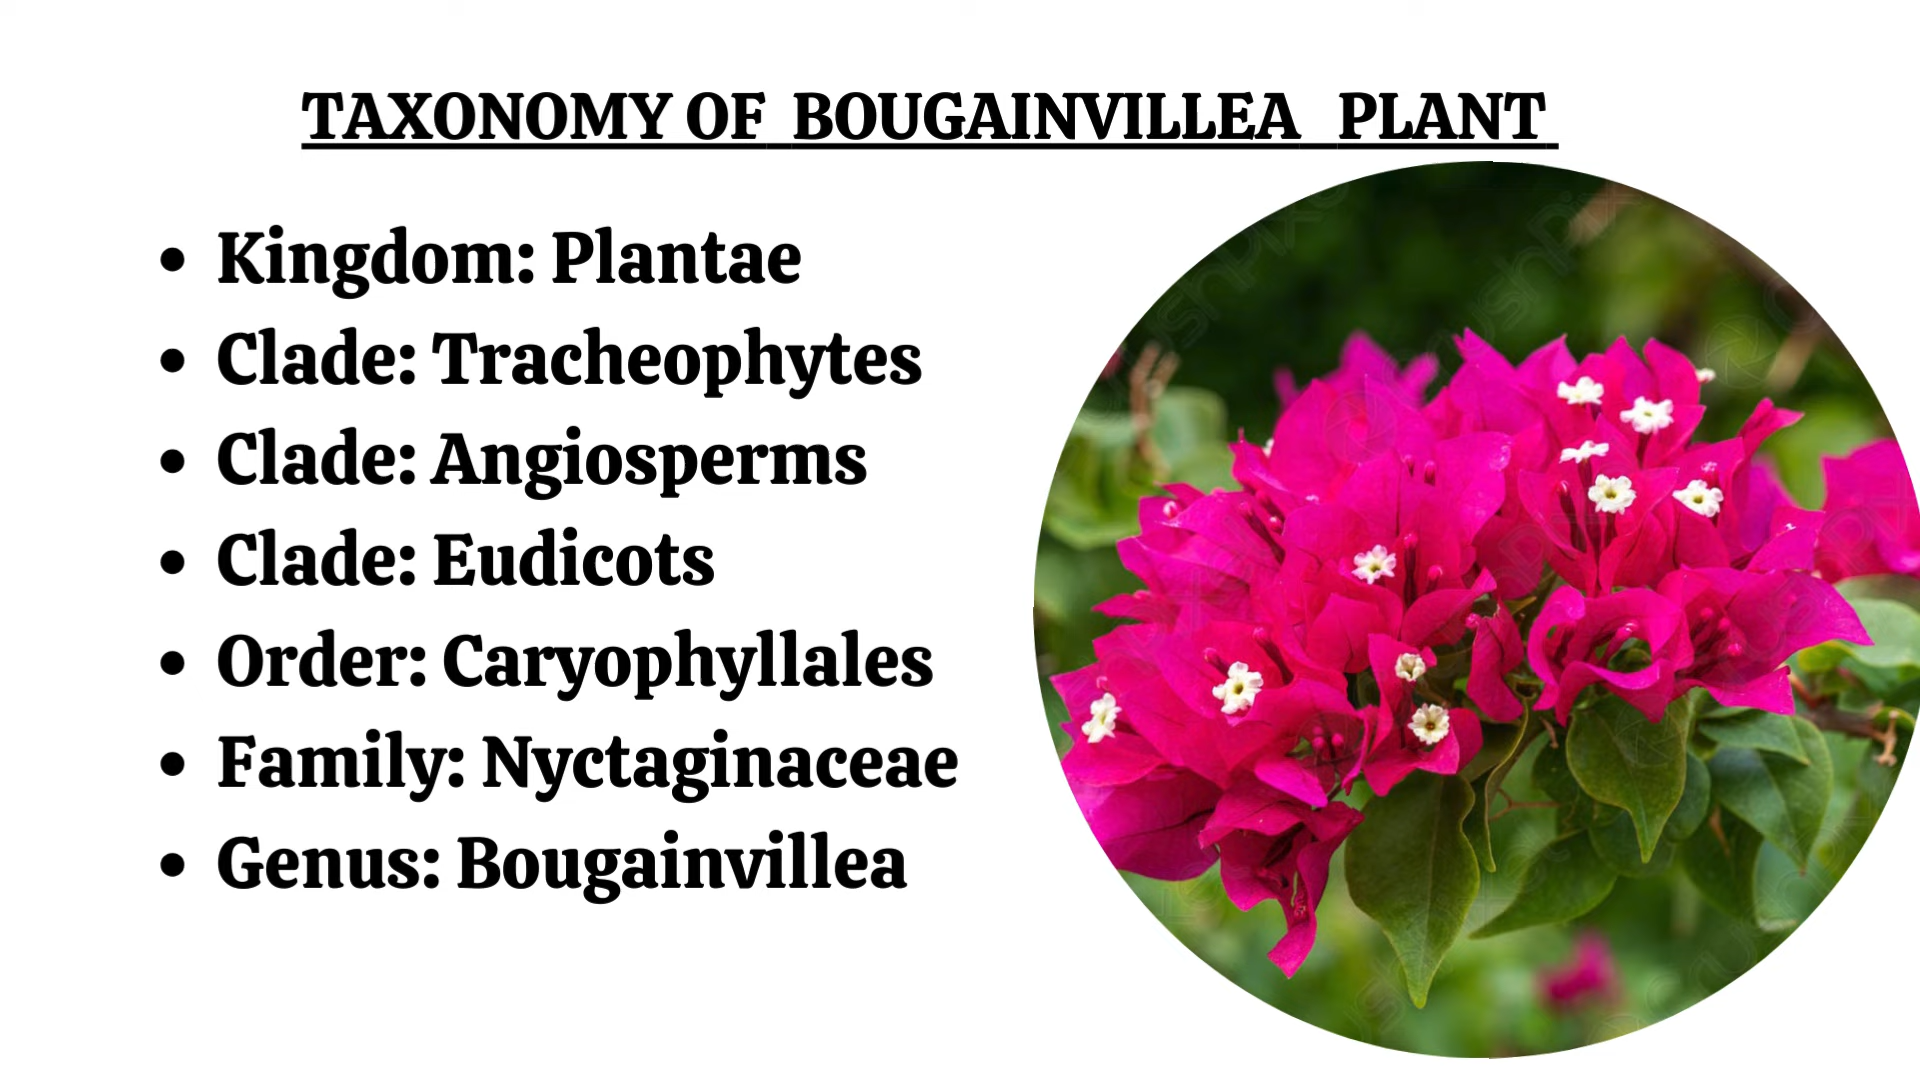 TAXONOMY OF BOUGAINVILLEA PLANT
• Kingdom: Plantae
• Clade: Tracheophytes
• Clade: Angiosperms
• Clade: Eudicots
• Order: Caryophyllales
• Family: Nyctaginaceae
• Genus: Bougainvillea